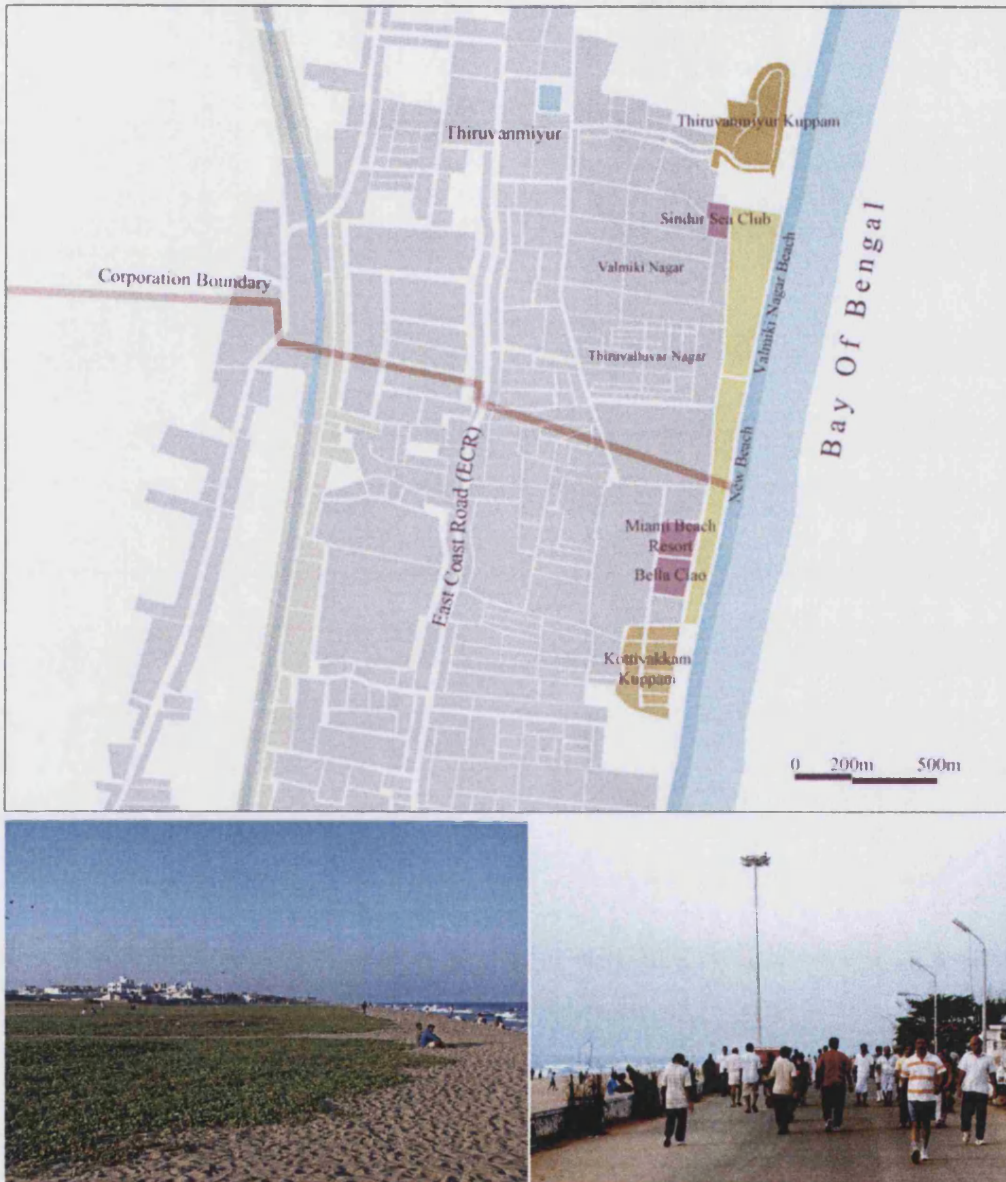 Thiruvanmiyur
Thiruvanmiyur Kuppam
Sindur Sea Club
Corporation Boundary
Valmiki Nagar
Valmiki Nagar Beach
Bay Of Bengal
Thiruvalluvar Nagar
New Beach
East Coast Road (ECR)
Beach
Resort
Bella Ciao
Kottivakkam
Kuppam
0 200m 500m